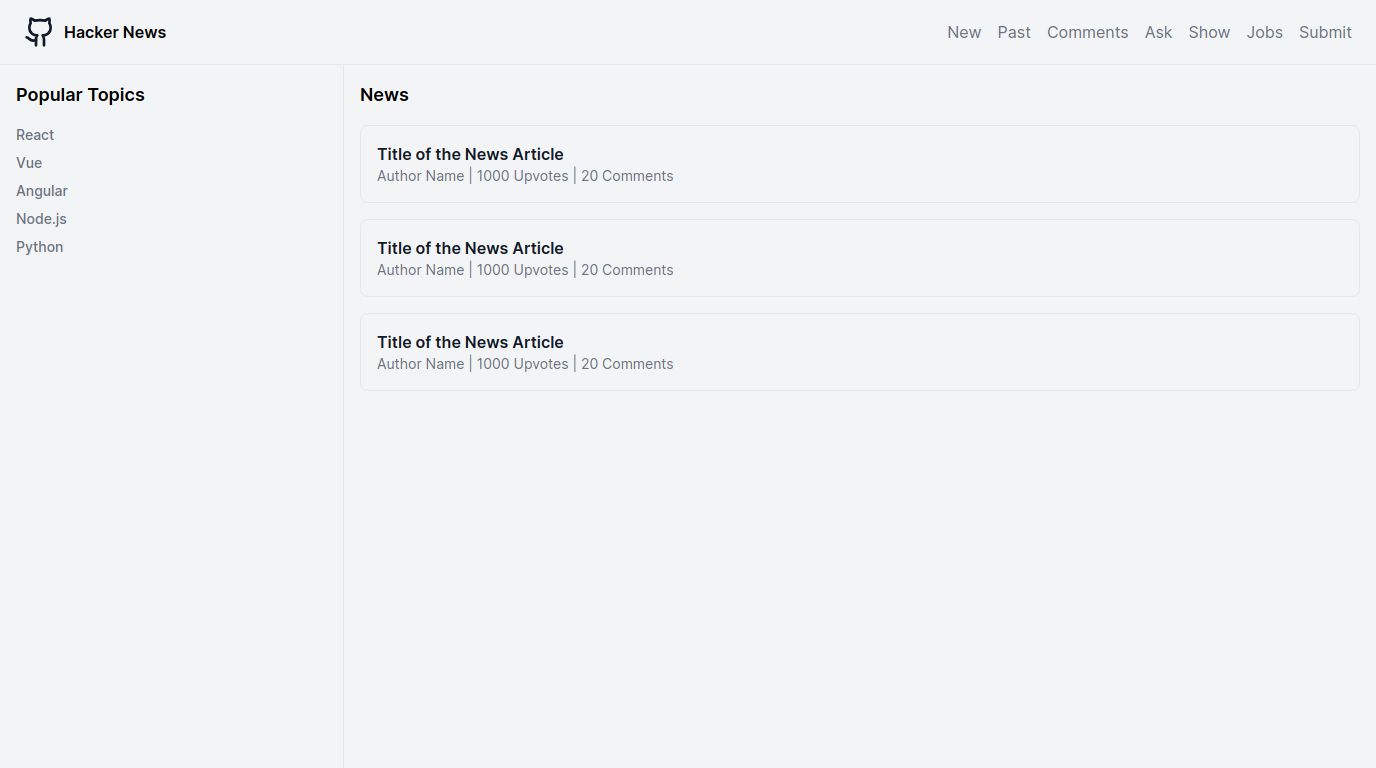 Hacker News
New Past Comments Ask Show Jobs Submit
Popular Topics
React
Vue
Angular
Node.js
Python
News
Title of the News Article
Author Name | 1000 Upvotes | 20 Comments
Title of the News Article
Author Name | 1000 Upvotes | 20 Comments
Title of the News Article
Author Name | 1000 Upvotes | 20 Comments